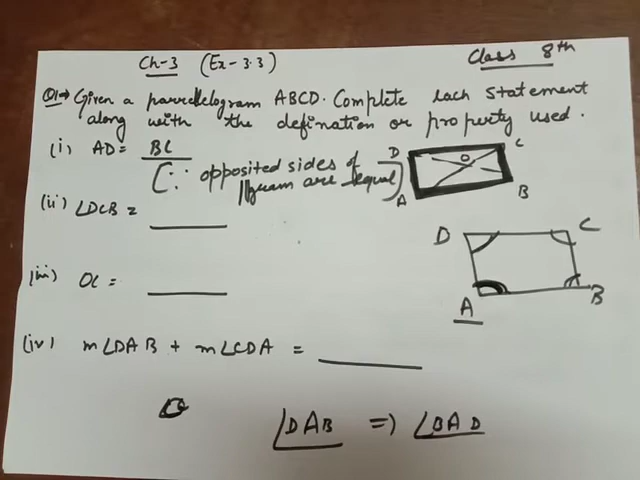 Ch-3 (Ex-3.3) Class 8th
Q1→ Given a parrellelogram ABCD. Complete each statement
along with the defination or property used.
(i) AD = BC
[∵ opposited sides of
||gram are equal]
D C
O
A B
(ii) ∠DCB =
D C
A B
(iii) OC =
(iv) m∠DAB + m∠CDA =
∠DAB ⇒ ∠BAD